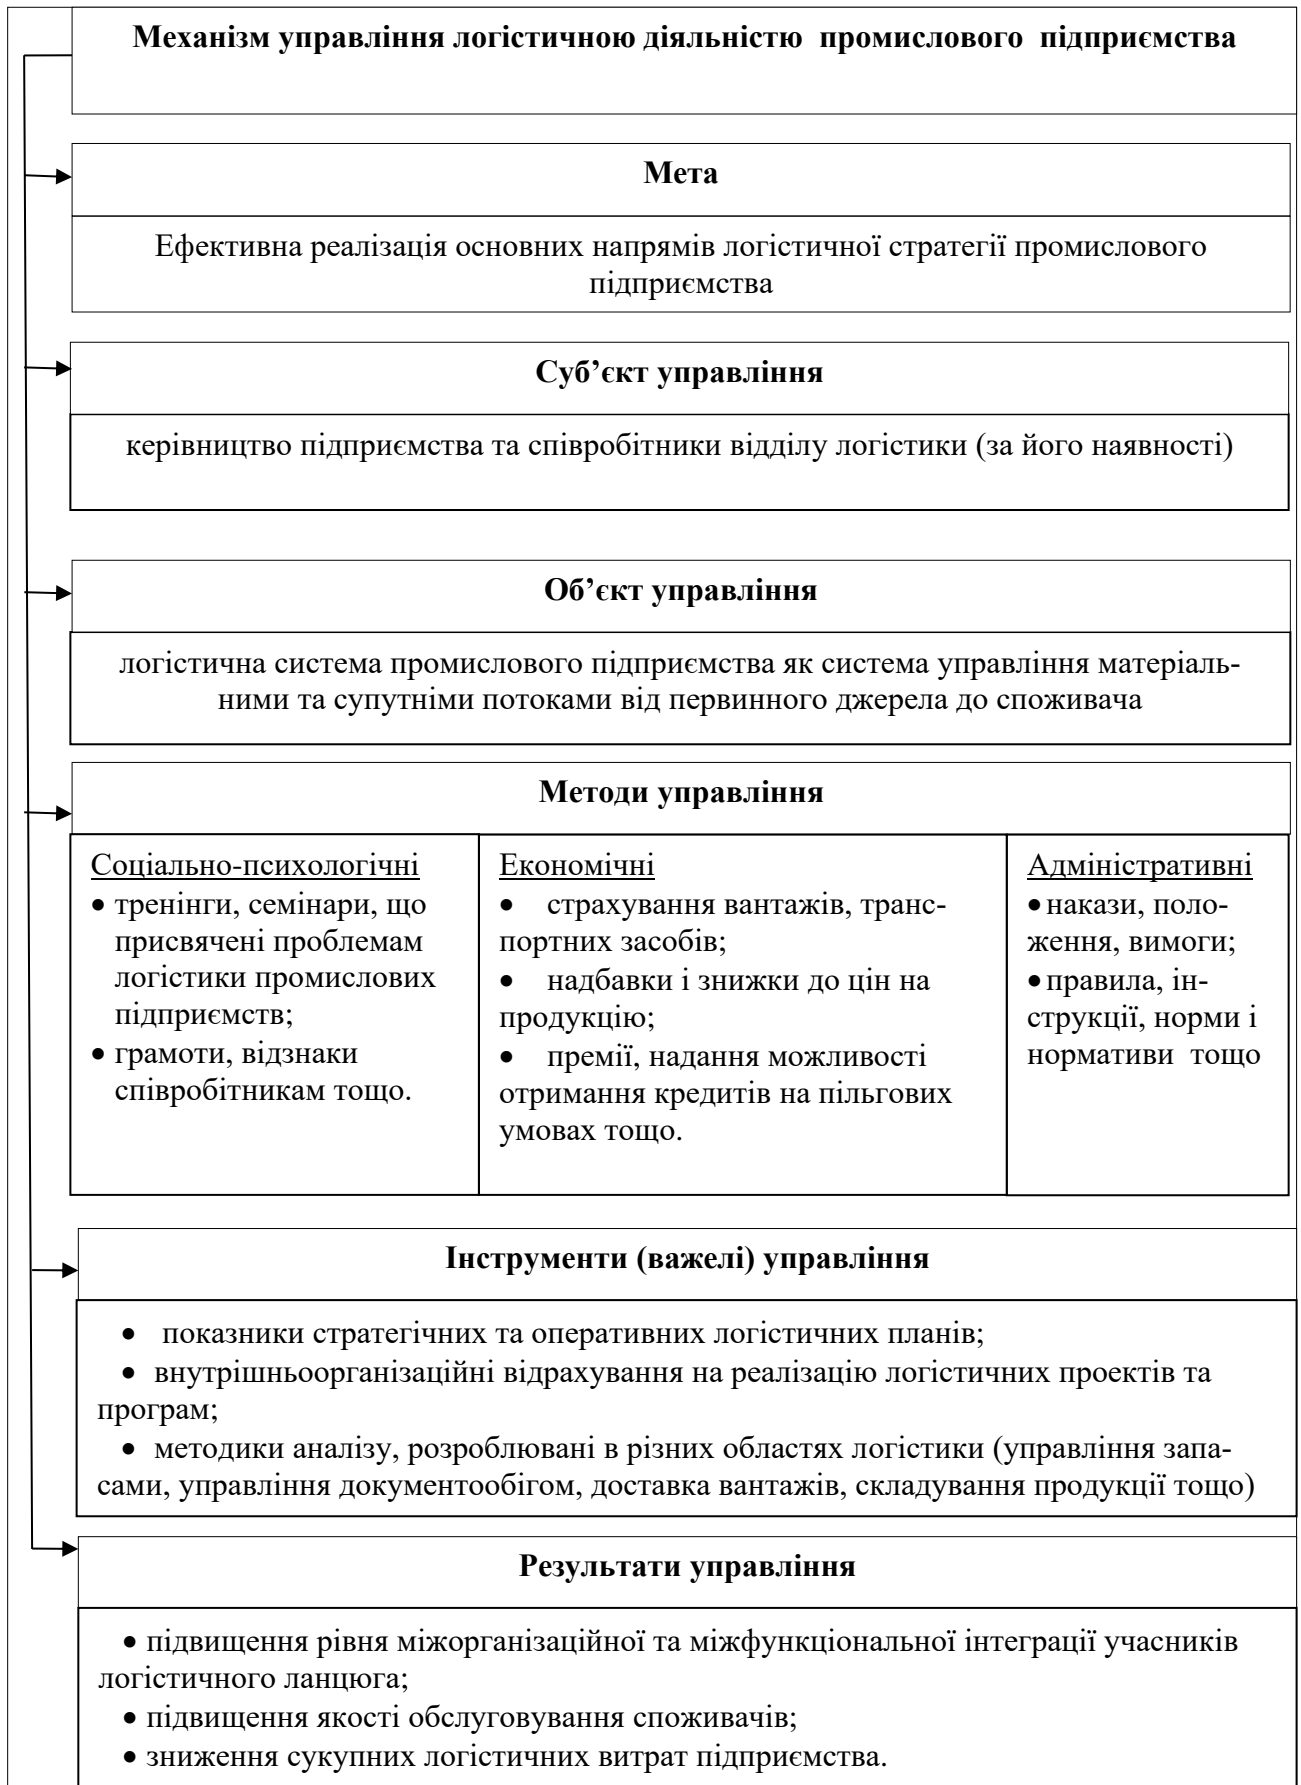 Механізм управління логістичною діяльністю промислового підприємства
Мета
Ефективна реалізація основних напрямів логістичної стратегії промислового
підприємства
Суб’єкт управління
керівництво підприємства та співробітники відділу логістики (за його наявності)
Об’єкт управління
логістична система промислового підприємства як система управління матеріаль-
ними та супутніми потоками від первинного джерела до споживача
Методи управління
Соціально-психологічні
• тренінги, семінари, що
присвячені проблемам
логістики промислових
підприємств;
• грамоти, відзнаки
співробітникам тощо.
Економічні
• страхування вантажів, транс-
портних засобів;
• надбавки і знижки до цін на
продукцію;
• премії, надання можливості
отримання кредитів на пільгових
умовах тощо.
Адміністративні
• накази, поло-
ження, вимоги;
• правила, ін-
струкції, норми і
нормативи тощо
Інструменти (важелі) управління
• показники стратегічних та оперативних логістичних планів;
• внутрішньоорганізаційні відрахування на реалізацію логістичних проектів та
програм;
• методики аналізу, розроблювані в різних областях логістики (управління запа-
сами, управління документообігом, доставка вантажів, складування продукції тощо)
Результати управління
• підвищення рівня міжорганізаційної та міжфункціональної інтеграції учасників
логістичного ланцюга;
• підвищення якості обслуговування споживачів;
• зниження сукупних логістичних витрат підприємства.